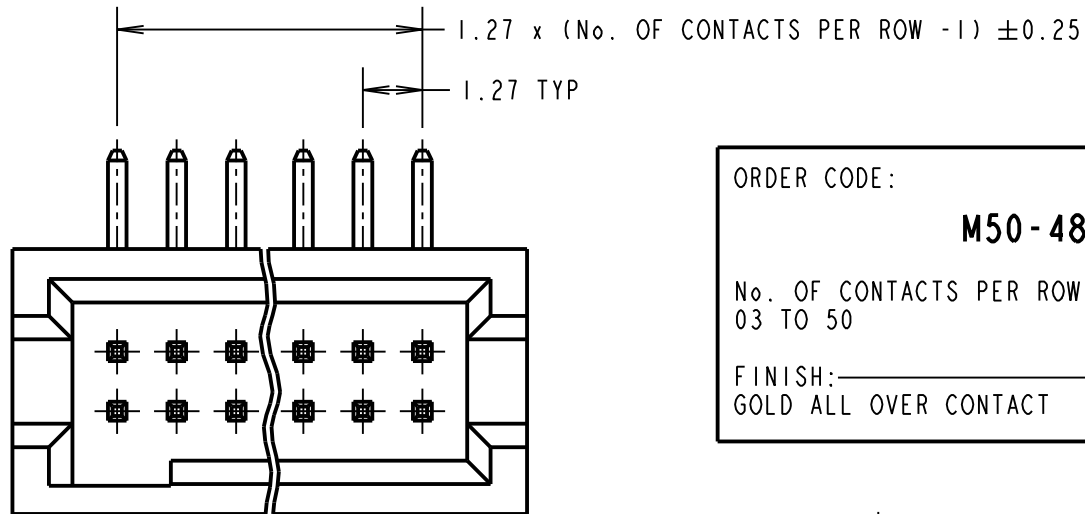 1.27 x (No. OF CONTACTS PER ROW -1) ±0.25
1.27 TYP
ORDER CODE:
M50-48
No. OF CONTACTS PER ROW
03 TO 50
FINISH:
GOLD ALL OVER CONTACT